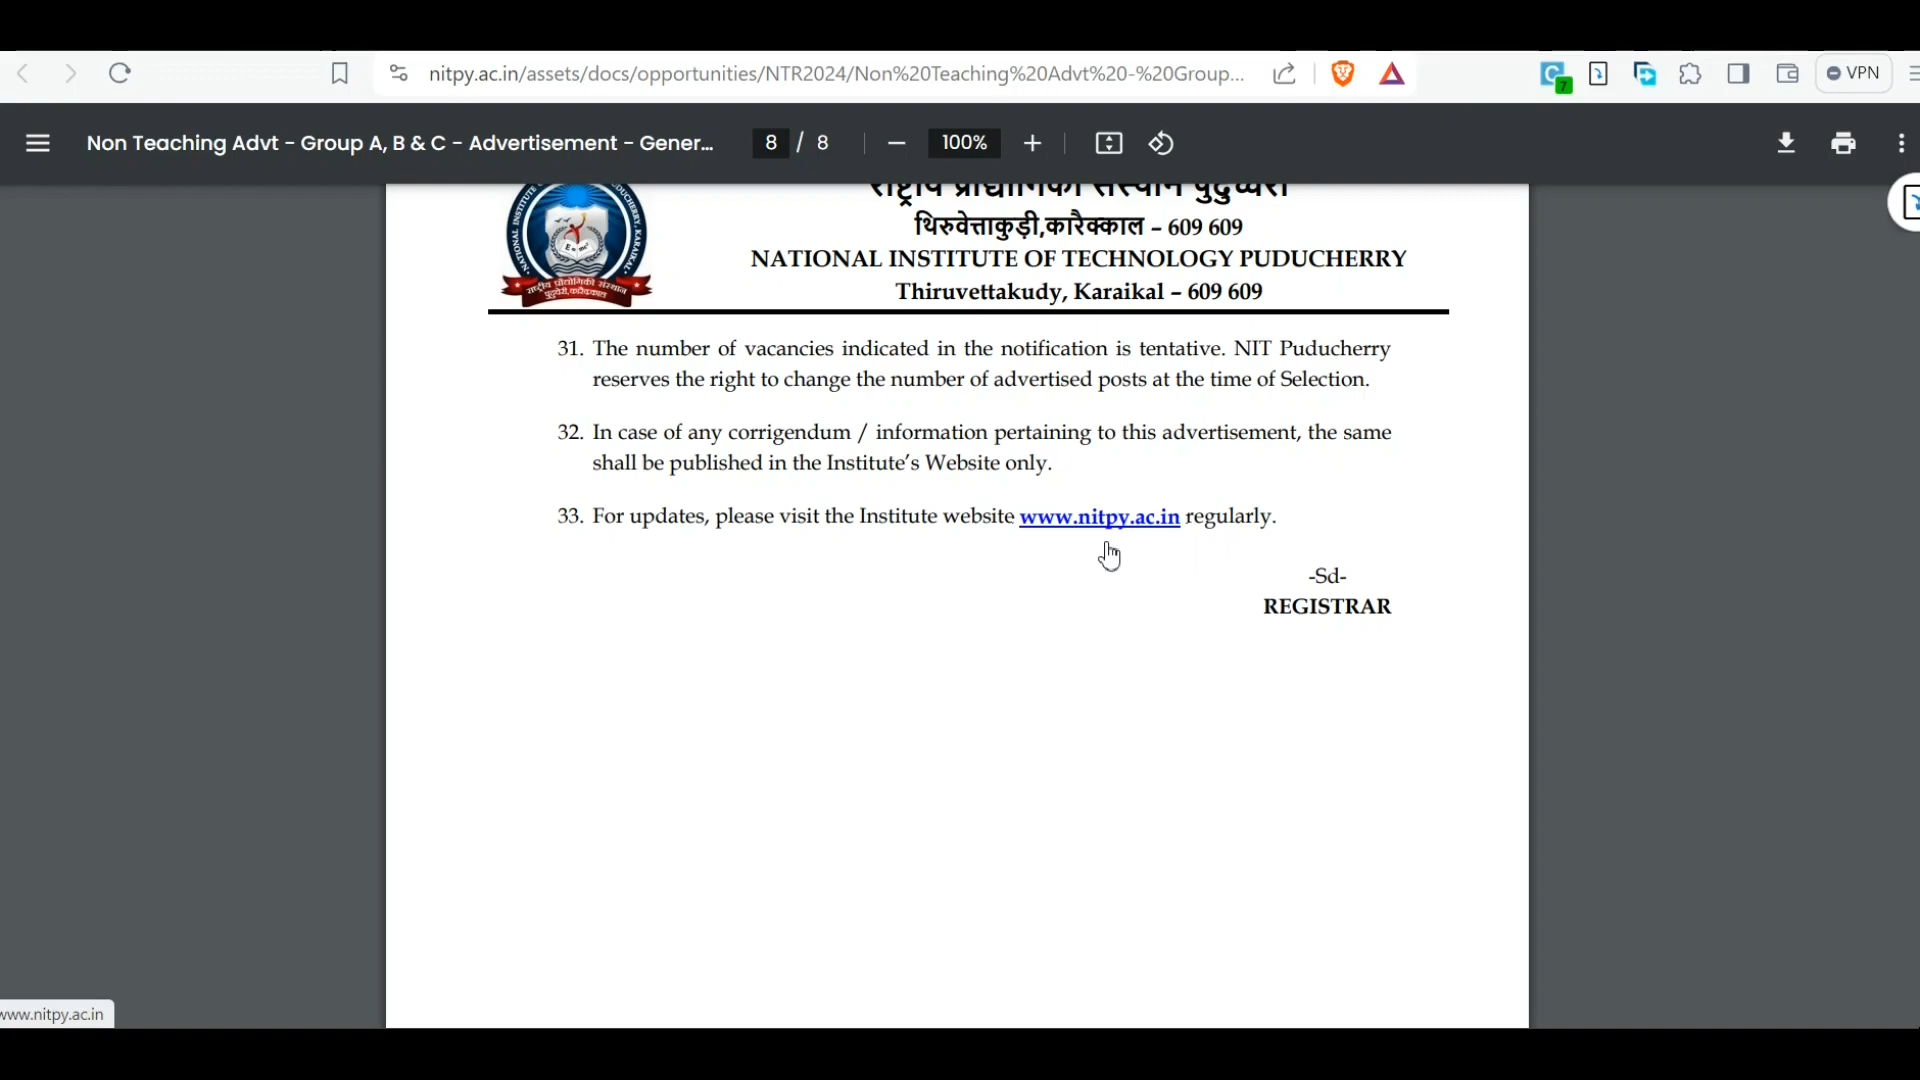 nitpy.ac.in/assets/docs/opportunities/NTR2024/Non%20Teaching%20Advt%20-%20Group...
7
VPN
Non Teaching Advt - Group A, B & C - Advertisement - Gener...
8 / 8
100%
राष्ट्रीय प्रौद्योगिकी संस्थान पुदुच्चेरी
थिरुवेत्ताकुड़ी,कारैक्काल – 609 609
NATIONAL INSTITUTE OF TECHNOLOGY PUDUCHERRY
Thiruvettakudy, Karaikal – 609 609
31. The number of vacancies indicated in the notification is tentative. NIT Puducherry
reserves the right to change the number of advertised posts at the time of Selection.
32. In case of any corrigendum / information pertaining to this advertisement, the same
shall be published in the Institute’s Website only.
33. For updates, please visit the Institute website www.nitpy.ac.in regularly.
-Sd-
REGISTRAR
www.nitpy.ac.in